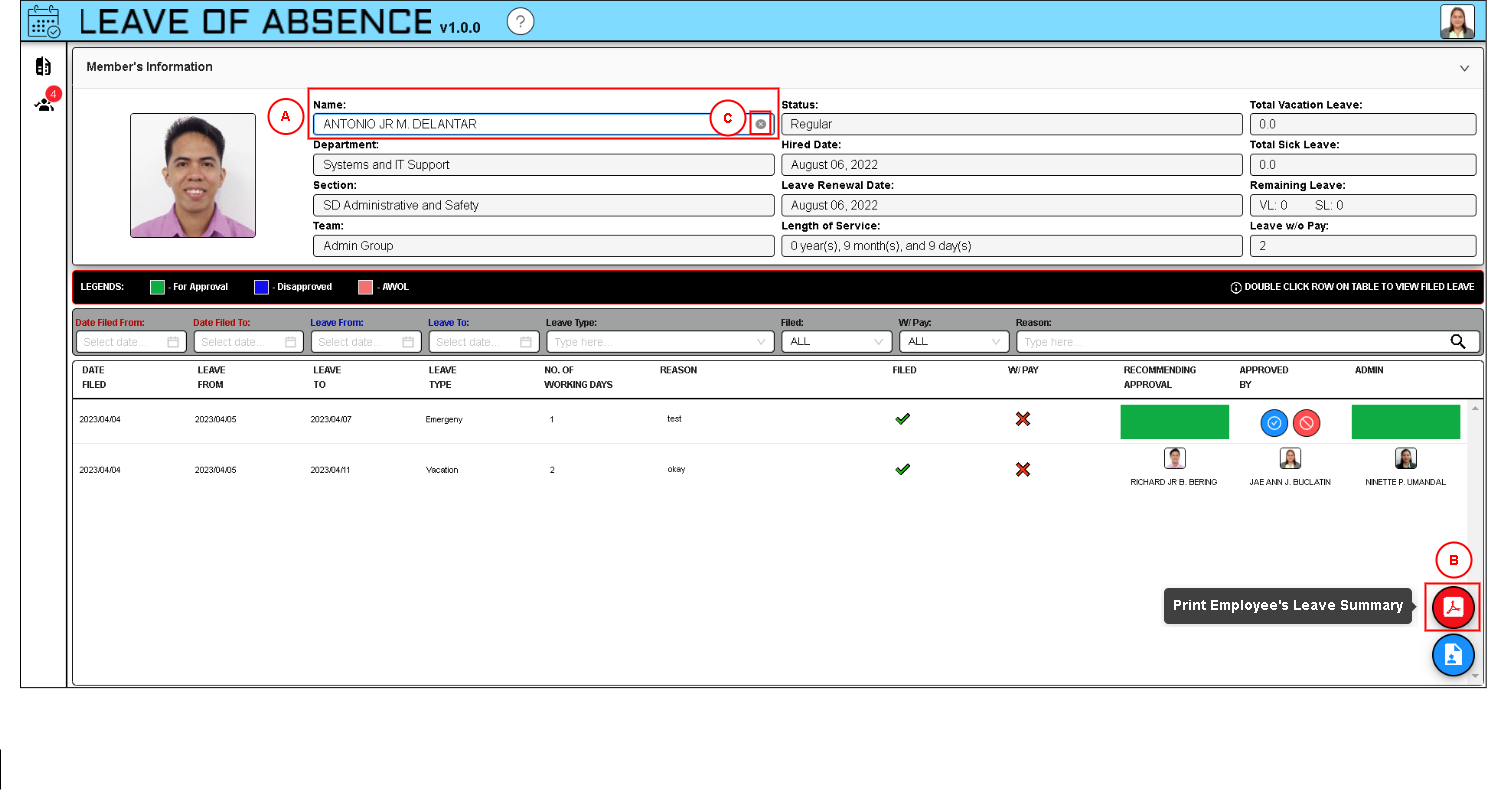 LEAVE OF ABSENCE v1.0.0 ?
Member's Information
4
A
Name:
ANTONIO JR M. DELANTAR
C
Status:
Regular
Total Vacation Leave:
0.0
Department:
Systems and IT Support
Hired Date:
August 06, 2022
Total Sick Leave:
0.0
Section:
SD Administrative and Safety
Leave Renewal Date:
August 06, 2022
Remaining Leave:
VL: 0 SL: 0
Team:
Admin Group
Length of Service:
0 year(s), 9 month(s), and 9 day(s)
Leave w/o Pay:
2
LEGENDS: - For Approval - Disapproved - AWOL DOUBLE CLICK ROW ON TABLE TO VIEW FILED LEAVE
Date Filed From: Date Filed To: Leave From: Leave To: Leave Type: Filed: W/ Pay: Reason:
Select date... Select date... Select date... Select date... Type here... ALL ALL Type here...
DATE LEAVE LEAVE LEAVE NO. OF REASON FILED W/ PAY RECOMMENDING APPROVED ADMIN
FILED FROM TO TYPE WORKING DAYS APPROVAL BY
2023/04/04 2023/04/05 2023/04/07 Emergeny 1 test
2023/04/04 2023/04/05 2023/04/11 Vacation 2 okay
RICHARD JR B. BERING JAE ANN J. BUCLATIN NINETTE P. UMANDAL
B
Print Employee's Leave Summary